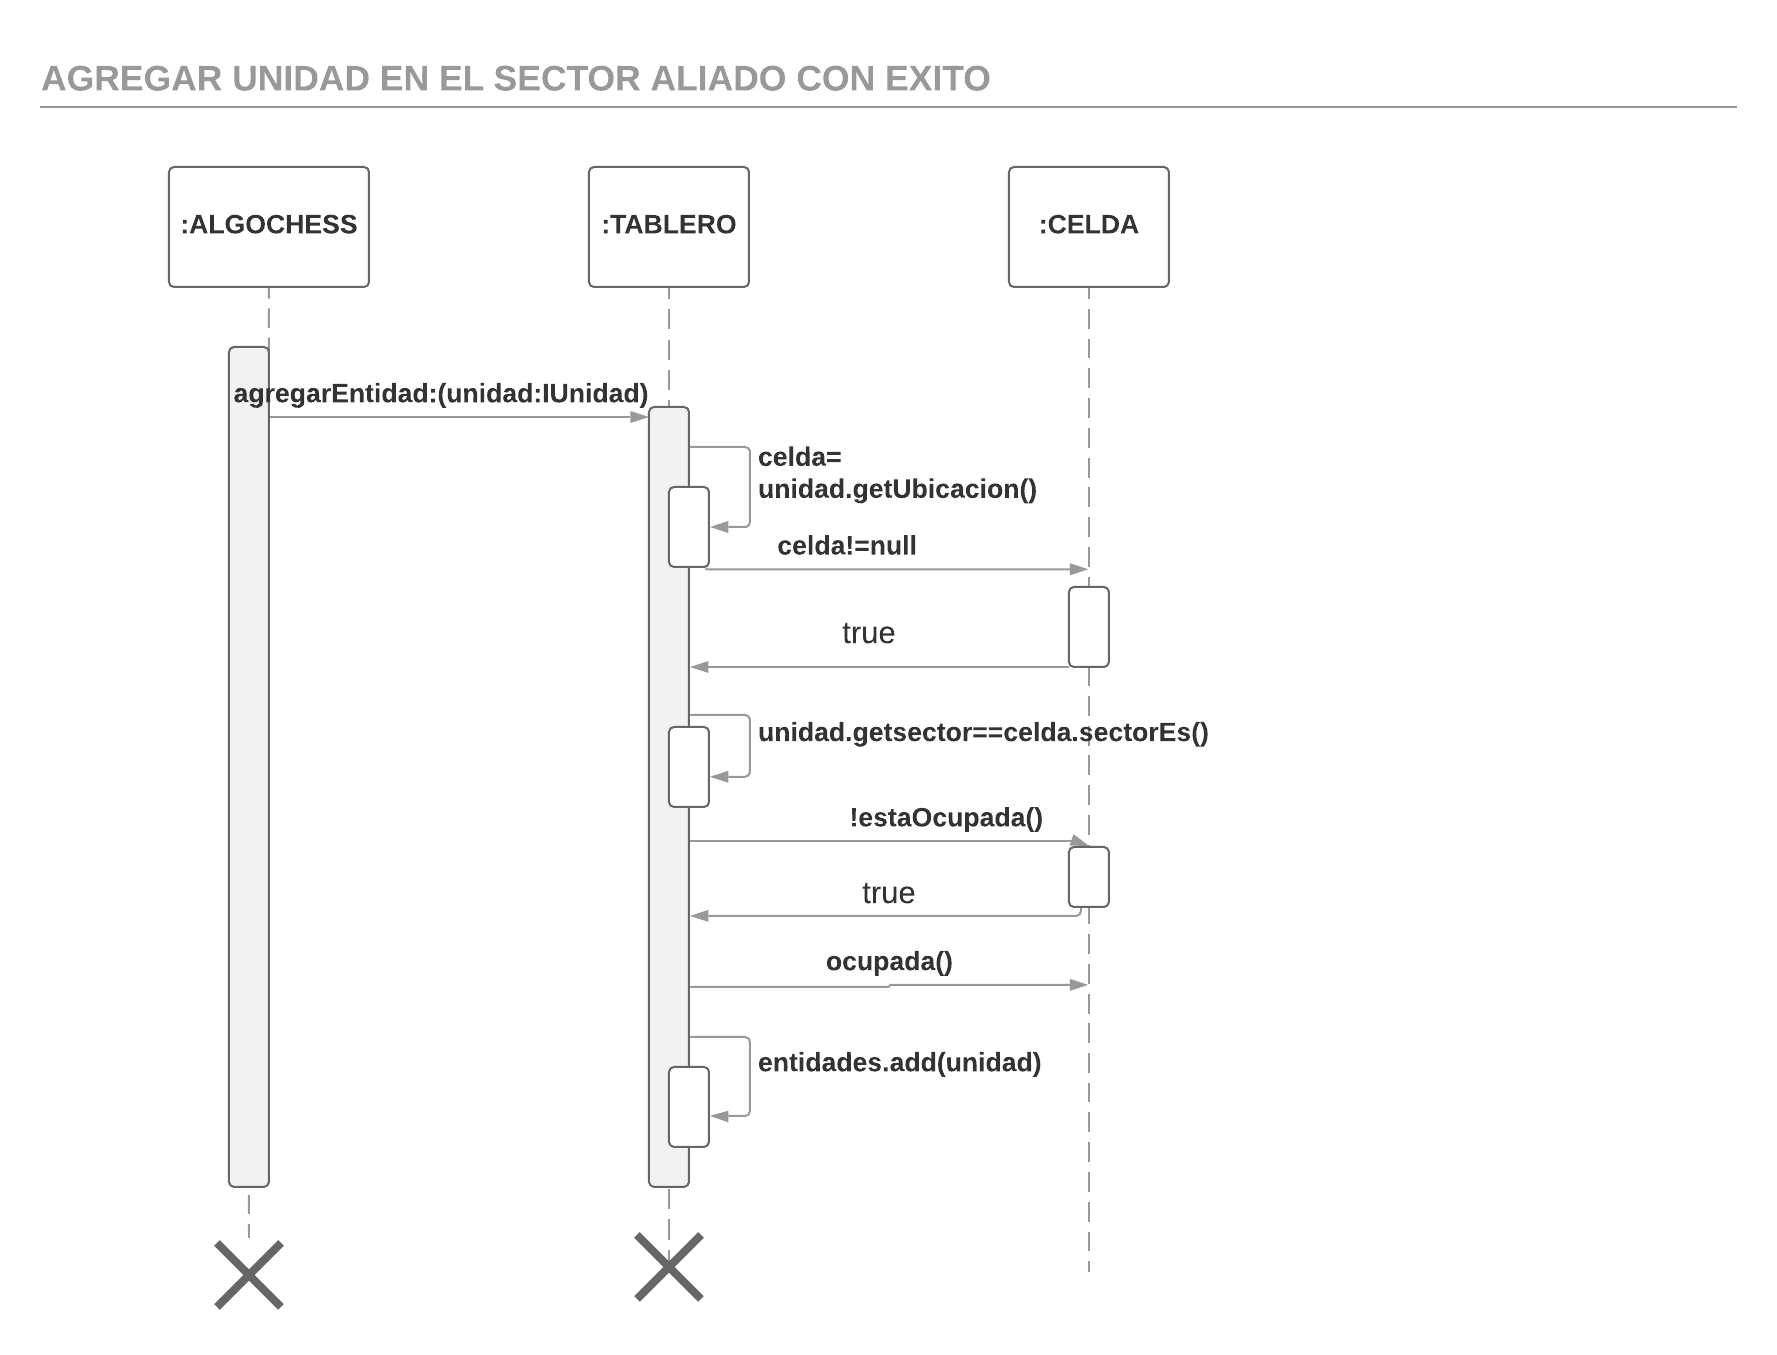 AGREGAR UNIDAD EN EL SECTOR ALIADO CON EXITO
:ALGOCHESS
:TABLERO
:CELDA
agregarEntidad:(unidad:IUnidad)
celda=
unidad.getUbicacion()
celda!=null
true
unidad.getsector==celda.sectorEs()
!estaOcupada()
true
ocupada()
entidades.add(unidad)